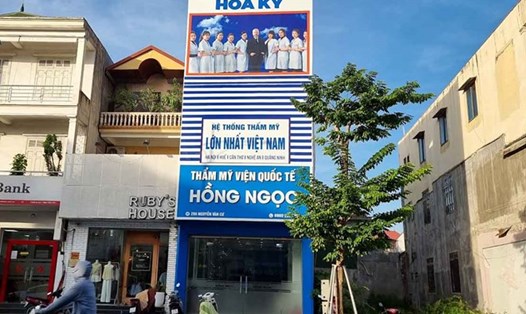 HOA KỲ
HỆ THỐNG THẨM MỸ
LỚN NHẤT VIỆT NAM
THẨM MỸ VIỆN QUỐC TẾ
HỒNG NGỌC
Bank
RUBY'S
HOUSE